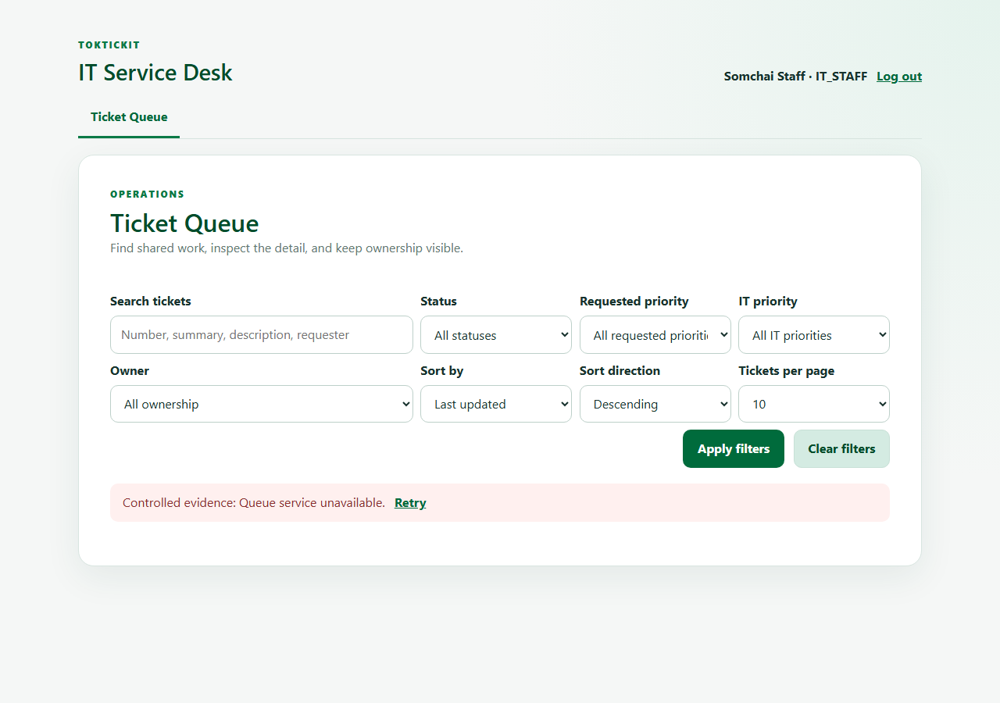 TOKTICKIT
IT Service Desk
Somchai Staff · IT_STAFF Log out
Ticket Queue
OPERATIONS
Ticket Queue
Find shared work, inspect the detail, and keep ownership visible.
Search tickets Status Requested priority IT priority
Number, summary, description, requester All statuses All requested prioriti All IT priorities
Owner Sort by Sort direction Tickets per page
All ownership Last updated Descending 10
Apply filters Clear filters
Controlled evidence: Queue service unavailable. Retry